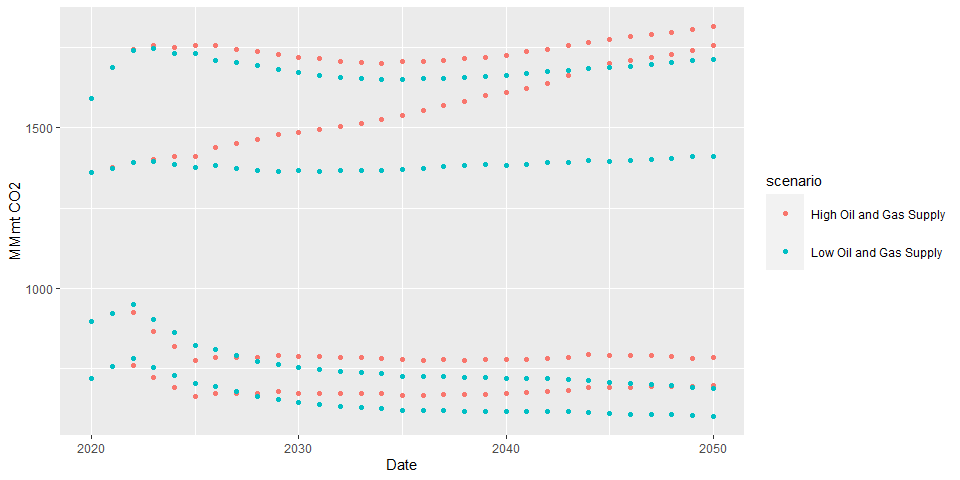 MMmt CO2
1500
1000
2020
2030
2040
2050
Date
scenario
High Oil and Gas Supply
Low Oil and Gas Supply